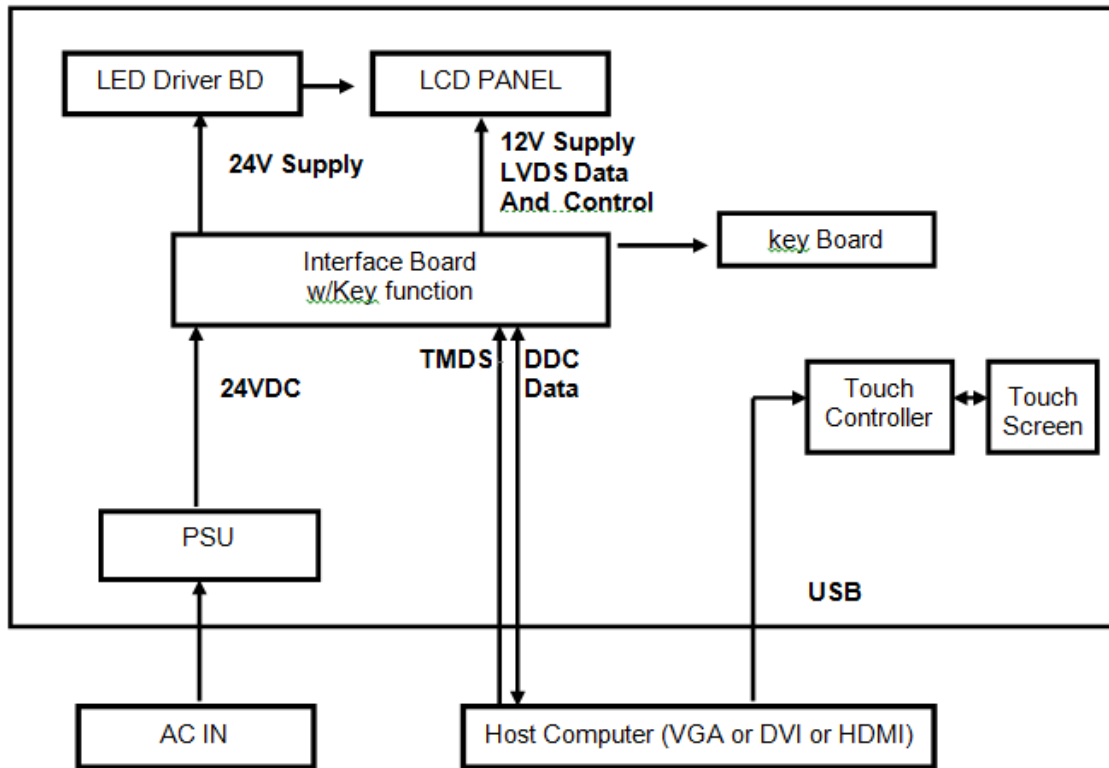 LED Driver BD
LCD PANEL
24V Supply
12V Supply
LVDS Data
And Control
key Board
Interface Board
w/Key function
TMDS
DDC
Data
24VDC
Touch
Controller
Touch
Screen
PSU
USB
AC IN
Host Computer (VGA or DVI or HDMI)